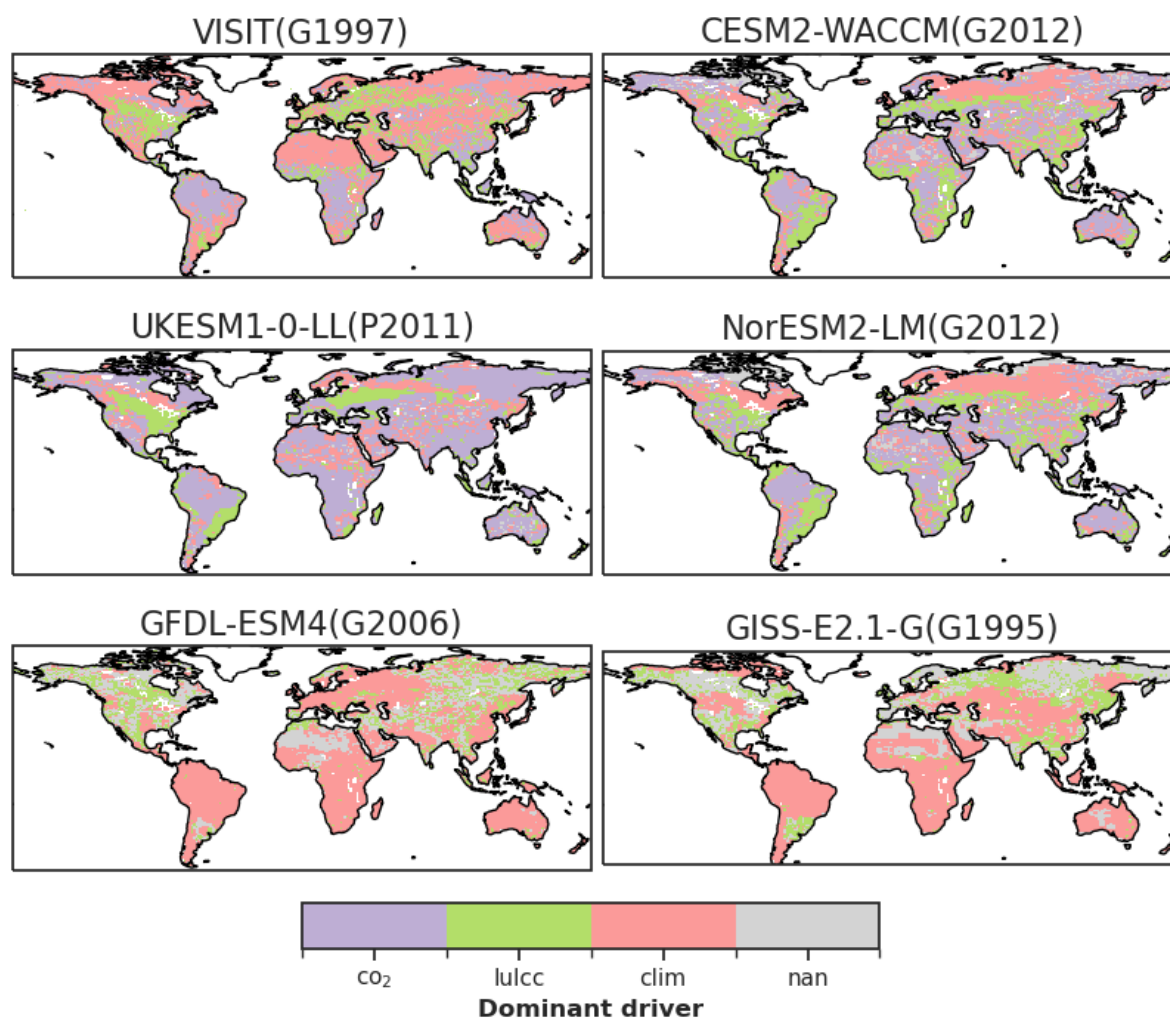 VISIT(G1997)
CESM2-WACCM(G2012)
UKESM1-0-LL(P2011)
NorESM2-LM(G2012)
GFDL-ESM4(G2006)
GISS-E2.1-G(G1995)
co₂ lulcc clim nan
Dominant driver